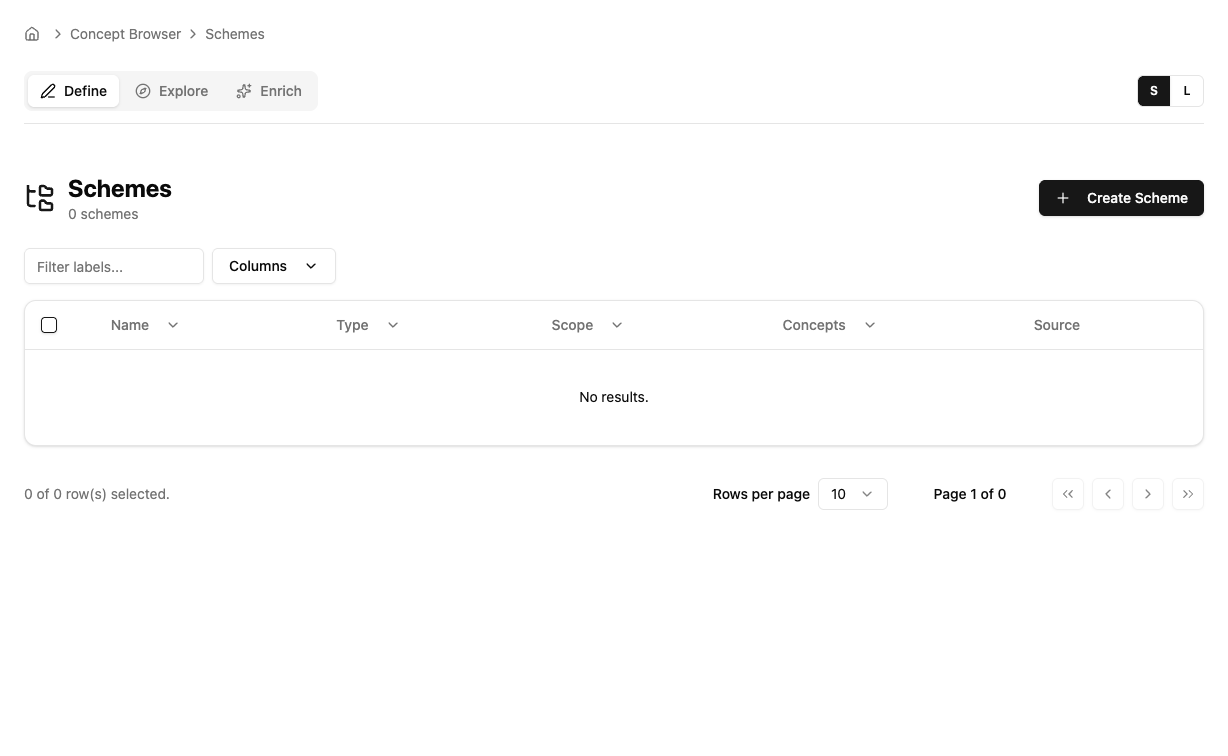 Concept Browser Schemes
Define Explore Enrich S L
Schemes
0 schemes
Create Scheme
Filter labels... Columns
Name Type Scope Concepts Source
No results.
0 of 0 row(s) selected. Rows per page 10 Page 1 of 0